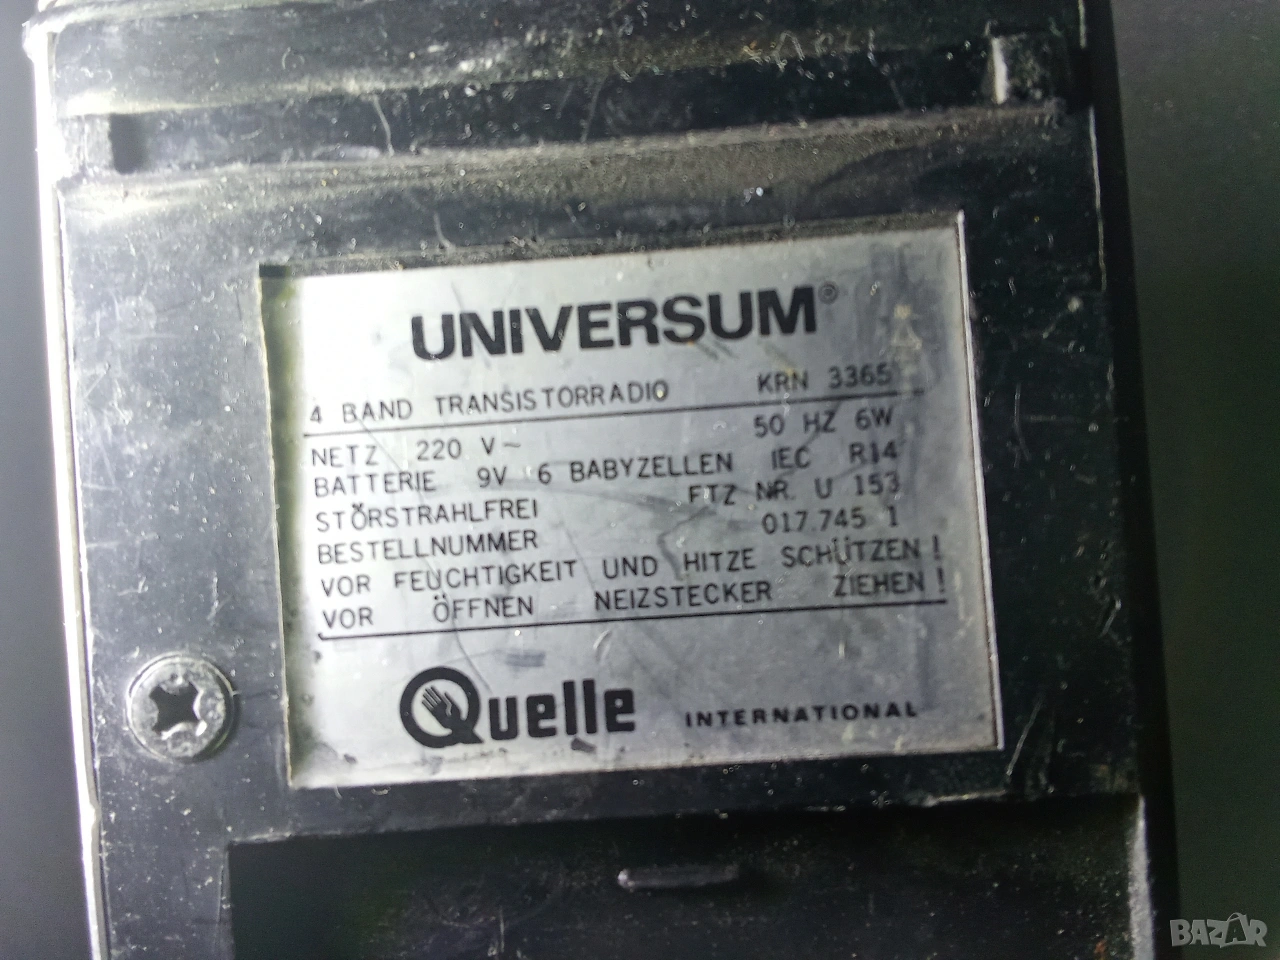 UNIVERSUM®
4 BAND TRANSISTORRADIO KRN 3365
NETZ 220 V~ 50 HZ 6W
BATTERIE 9V 6 BABYZELLEN IEC R14
STÖRSTRAHLFREI FTZ NR. U 153
BESTELLNUMMER 017.745 1
VOR FEUCHTIGKEIT UND HITZE SCHÜTZEN!
VOR ÖFFNEN NEIZSTECKER ZIEHEN!
Quelle INTERNATIONAL
BAZAR